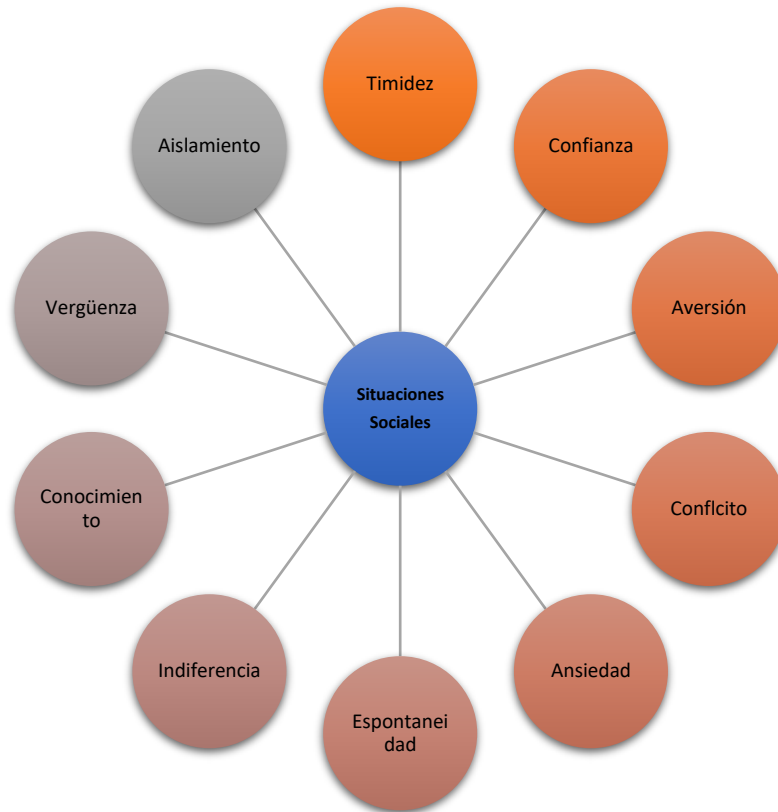 Timidez
Confianza
Aversión
Conflcito
Ansiedad
Espontanei
dad
Indiferencia
Conocimien
to
Vergüenza
Aislamiento
Situaciones
Sociales